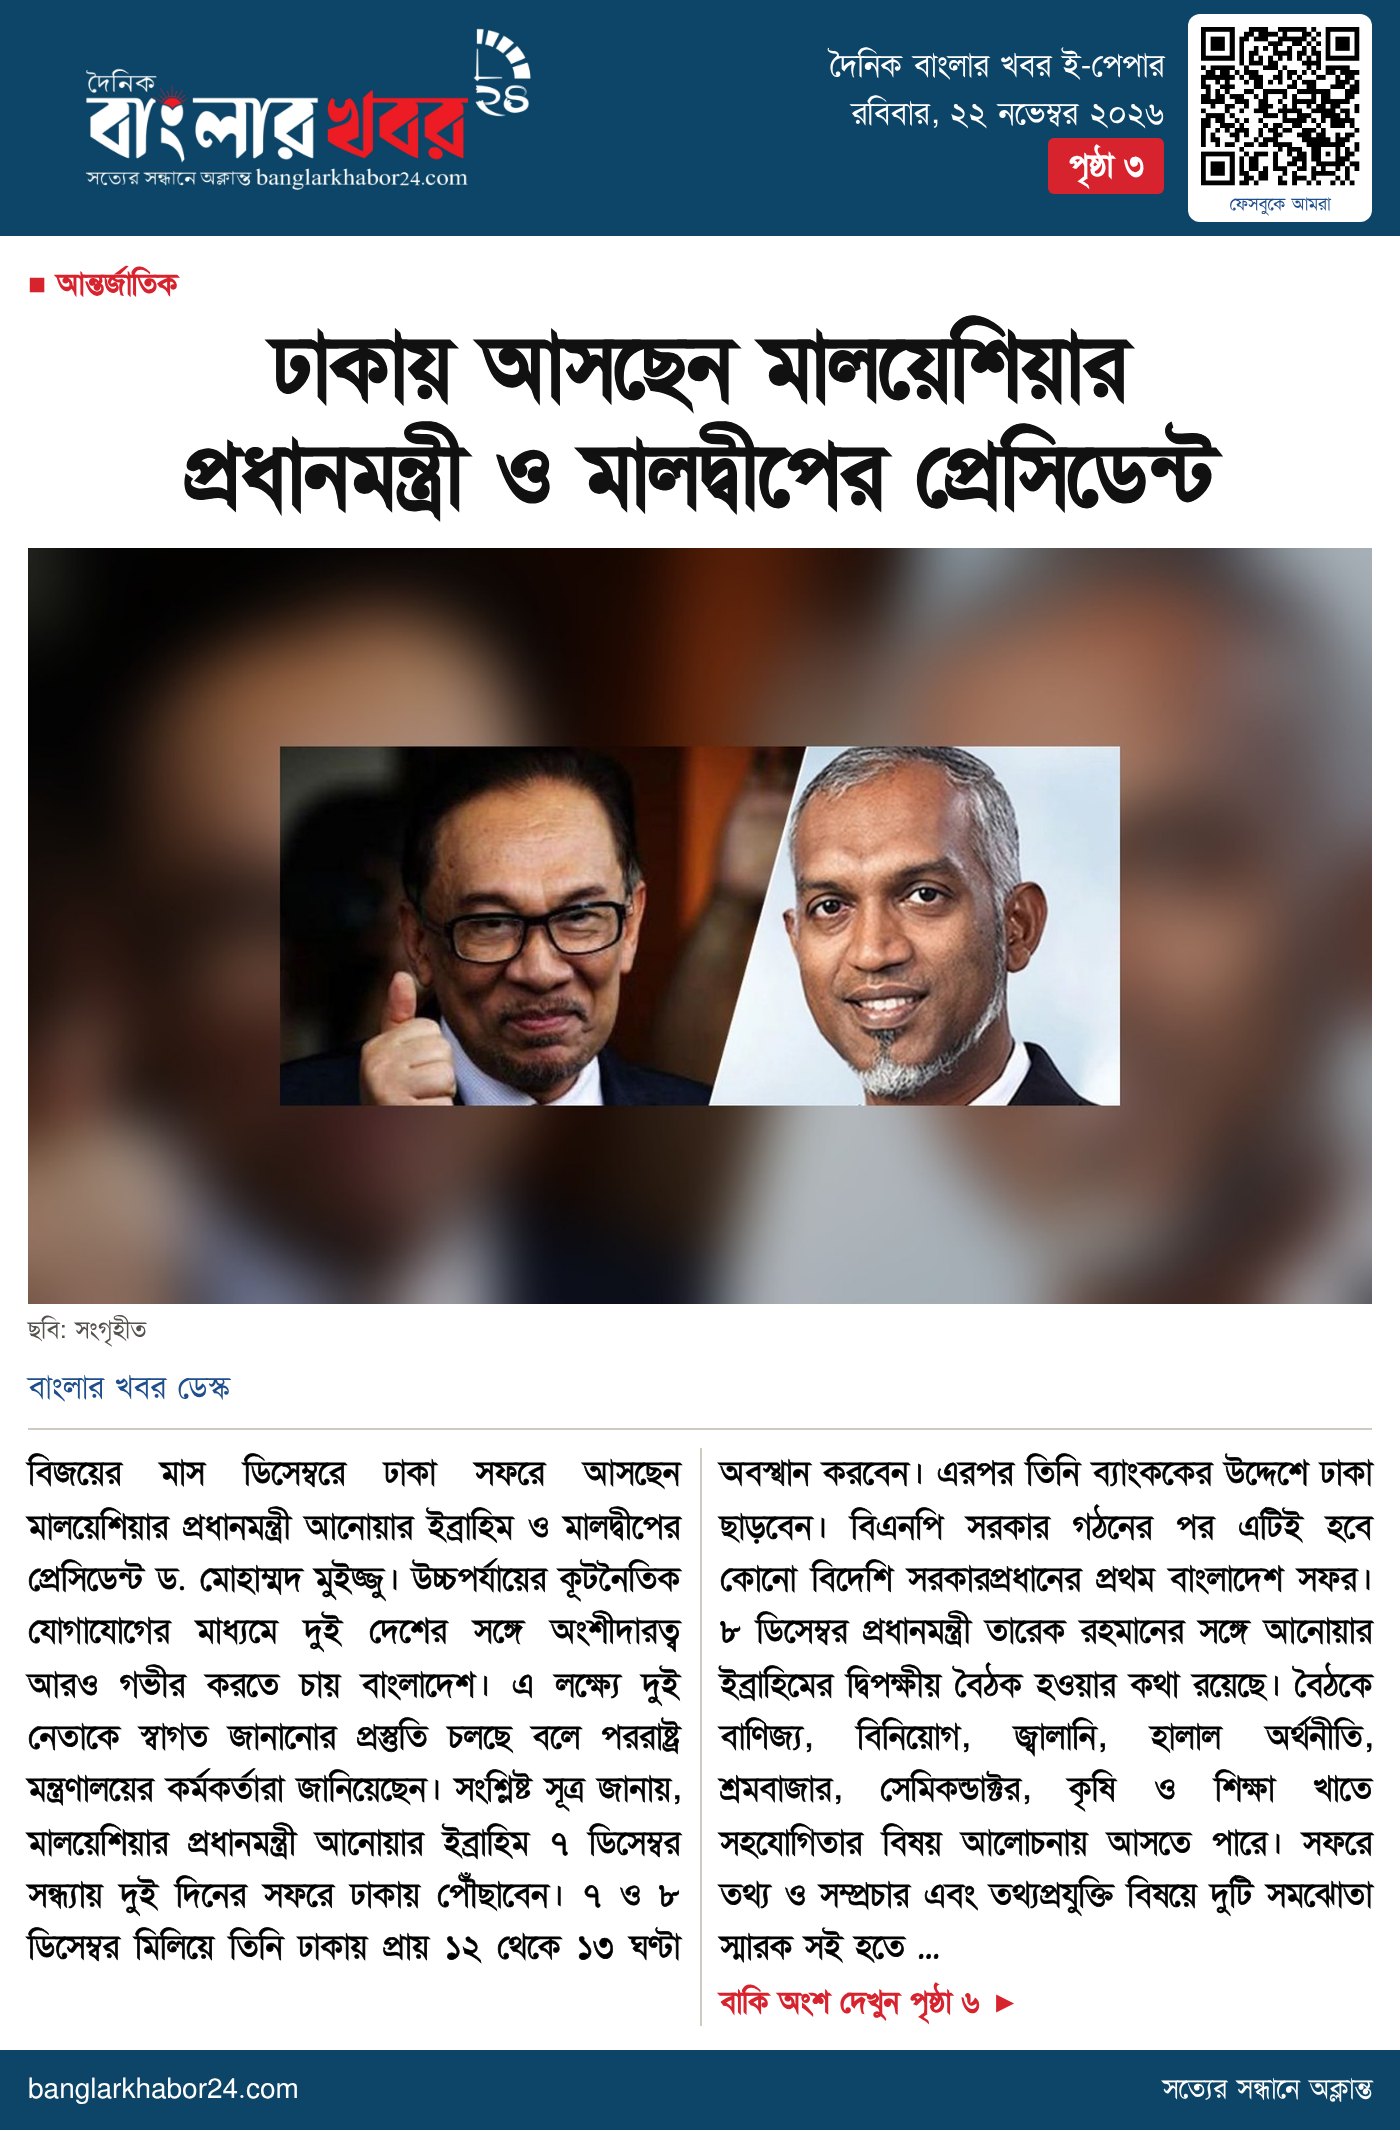 দৈনিক
বাংলার খবর ২৪
সত্যের সন্ধানে অক্লান্ত banglarkhabor24.com
দৈনিক বাংলার খবর ই-পেপার
রবিবার, ২২ নভেম্বর ২০২৬
পৃষ্ঠা ৩
ফেসবুকে আমরা
■ আন্তর্জাতিক
ঢাকায় আসছেন মালয়েশিয়ার
প্রধানমন্ত্রী ও মালদ্বীপের প্রেসিডেন্ট
ছবি: সংগৃহীত
বাংলার খবর ডেস্ক
বিজয়ের মাস ডিসেম্বরে ঢাকা সফরে আসছেন
মালয়েশিয়ার প্রধানমন্ত্রী আনোয়ার ইব্রাহিম ও মালদ্বীপের
প্রেসিডেন্ট ড. মোহাম্মদ মুইজ্জু। উচ্চপর্যায়ের কূটনৈতিক
যোগাযোগের মাধ্যমে দুই দেশের সঙ্গে অংশীদারত্ব
আরও গভীর করতে চায় বাংলাদেশ। এ লক্ষ্যে দুই
নেতাকে স্বাগত জানানোর প্রস্তুতি চলছে বলে পররাষ্ট্র
মন্ত্রণালয়ের কর্মকর্তারা জানিয়েছেন। সংশ্লিষ্ট সূত্র জানায়,
মালয়েশিয়ার প্রধানমন্ত্রী আনোয়ার ইব্রাহিম ৭ ডিসেম্বর
সন্ধ্যায় দুই দিনের সফরে ঢাকায় পৌঁছাবেন। ৭ ও ৮
ডিসেম্বর মিলিয়ে তিনি ঢাকায় প্রায় ১২ থেকে ১৩ ঘণ্টা
অবস্থান করবেন। এরপর তিনি ব্যাংককের উদ্দেশে ঢাকা
ছাড়বেন। বিএনপি সরকার গঠনের পর এটিই হবে
কোনো বিদেশি সরকারপ্রধানের প্রথম বাংলাদেশ সফর।
৮ ডিসেম্বর প্রধানমন্ত্রী তারেক রহমানের সঙ্গে আনোয়ার
ইব্রাহিমের দ্বিপক্ষীয় বৈঠক হওয়ার কথা রয়েছে। বৈঠকে
বাণিজ্য, বিনিয়োগ, জ্বালানি, হালাল অর্থনীতি,
শ্রমবাজার, সেমিকন্ডাক্টর, কৃষি ও শিক্ষা খাতে
সহযোগিতার বিষয় আলোচনায় আসতে পারে। সফরে
তথ্য ও সম্প্রচার এবং তথ্যপ্রযুক্তি বিষয়ে দুটি সমঝোতা
স্মারক সই হতে ...
বাকি অংশ দেখুন পৃষ্ঠা ৬ ►
banglarkhabor24.com
সত্যের সন্ধানে অক্লান্ত